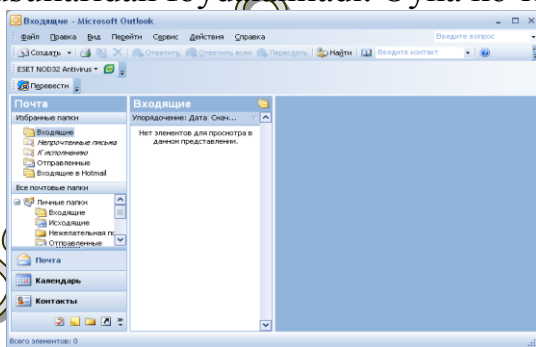 Входящие - Microsoft Outlook
Файл Правка Вид Перейти Сервис Действия Справка
Введите вопрос
Создать Ответить Ответить всем Переслать Найти Введите контакт
ESET NOD32 Antivirus
Перевести
Почта
Избранные папки
Входящие
Непрочтенные письма
К исполнению
Отправленные
Входящие в Hotmail
Все почтовые папки
Личные папки
Входящие
Исходящие
Нежелательная по
Отправленные
Почта
Календарь
Контакты
Входящие
Упорядочение: Дата Снач...
Нет элементов для просмотра в
данном представлении.
Всего элементов: 0